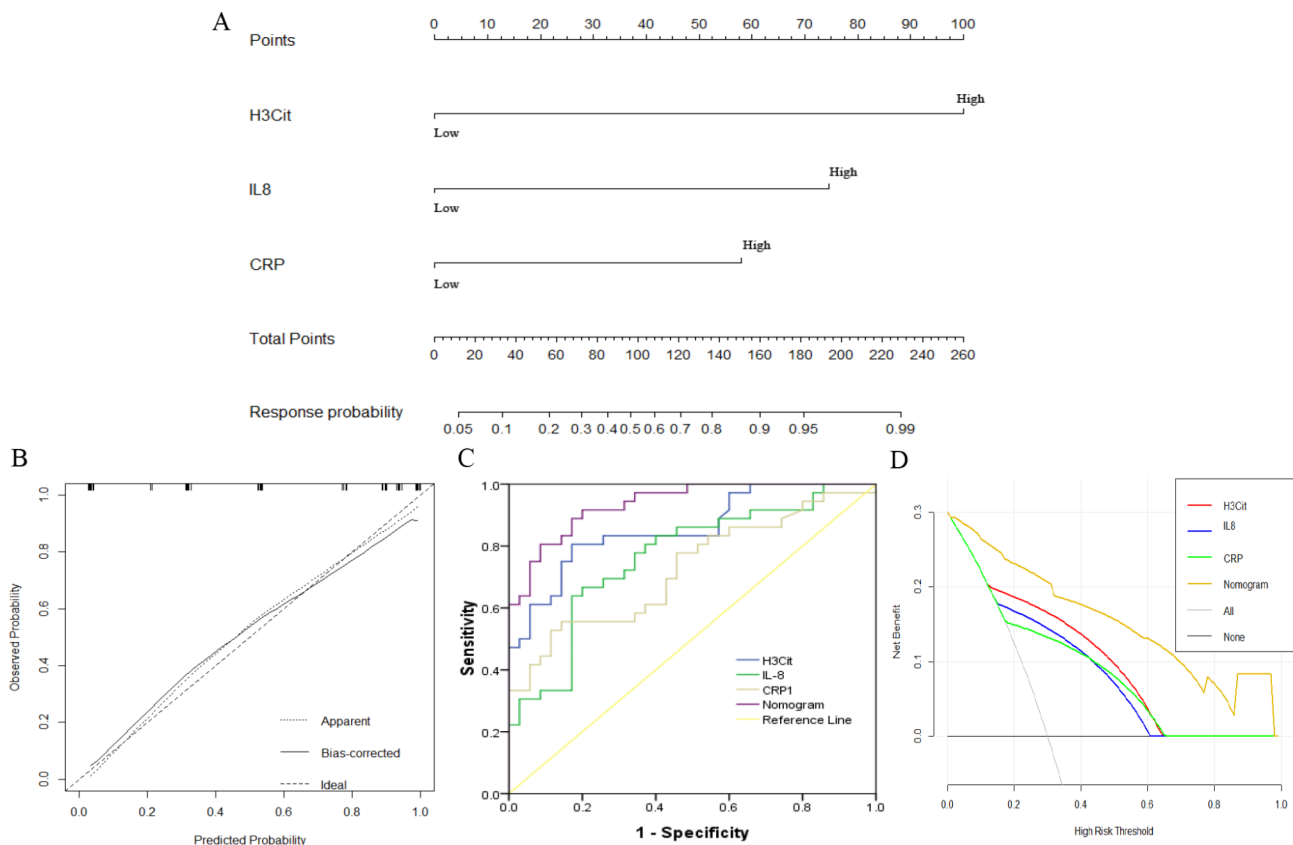 A
Points
0 10 20 30 40 50 60 70 80 90 100
H3Cit
High
Low
IL8
High
Low
CRP
High
Low
Total Points
0 20 40 60 80 100 120 140 160 180 200 220 240 260
Response probability
0.05 0.1 0.2 0.3 0.4 0.5 0.6 0.7 0.8 0.9 0.95 0.99
B
Observed Probability
1.0
0.8
0.6
0.4
0.2
0.0
Apparent
Bias-corrected
Ideal
0.0 0.2 0.4 0.6 0.8 1.0
Predicted Probability
C
Sensitivity
1.0
0.8
0.6
0.4
0.2
0.0
H3Cit
IL-8
CRP1
Nomogram
Reference Line
0.0 0.2 0.4 0.6 0.8 1.0
1 - Specificity
D
Net Benefit
0.3
0.2
0.1
0.0
H3Cit
IL8
CRP
Nomogram
All
None
0.0 0.2 0.4 0.6 0.8 1.0
High Risk Threshold